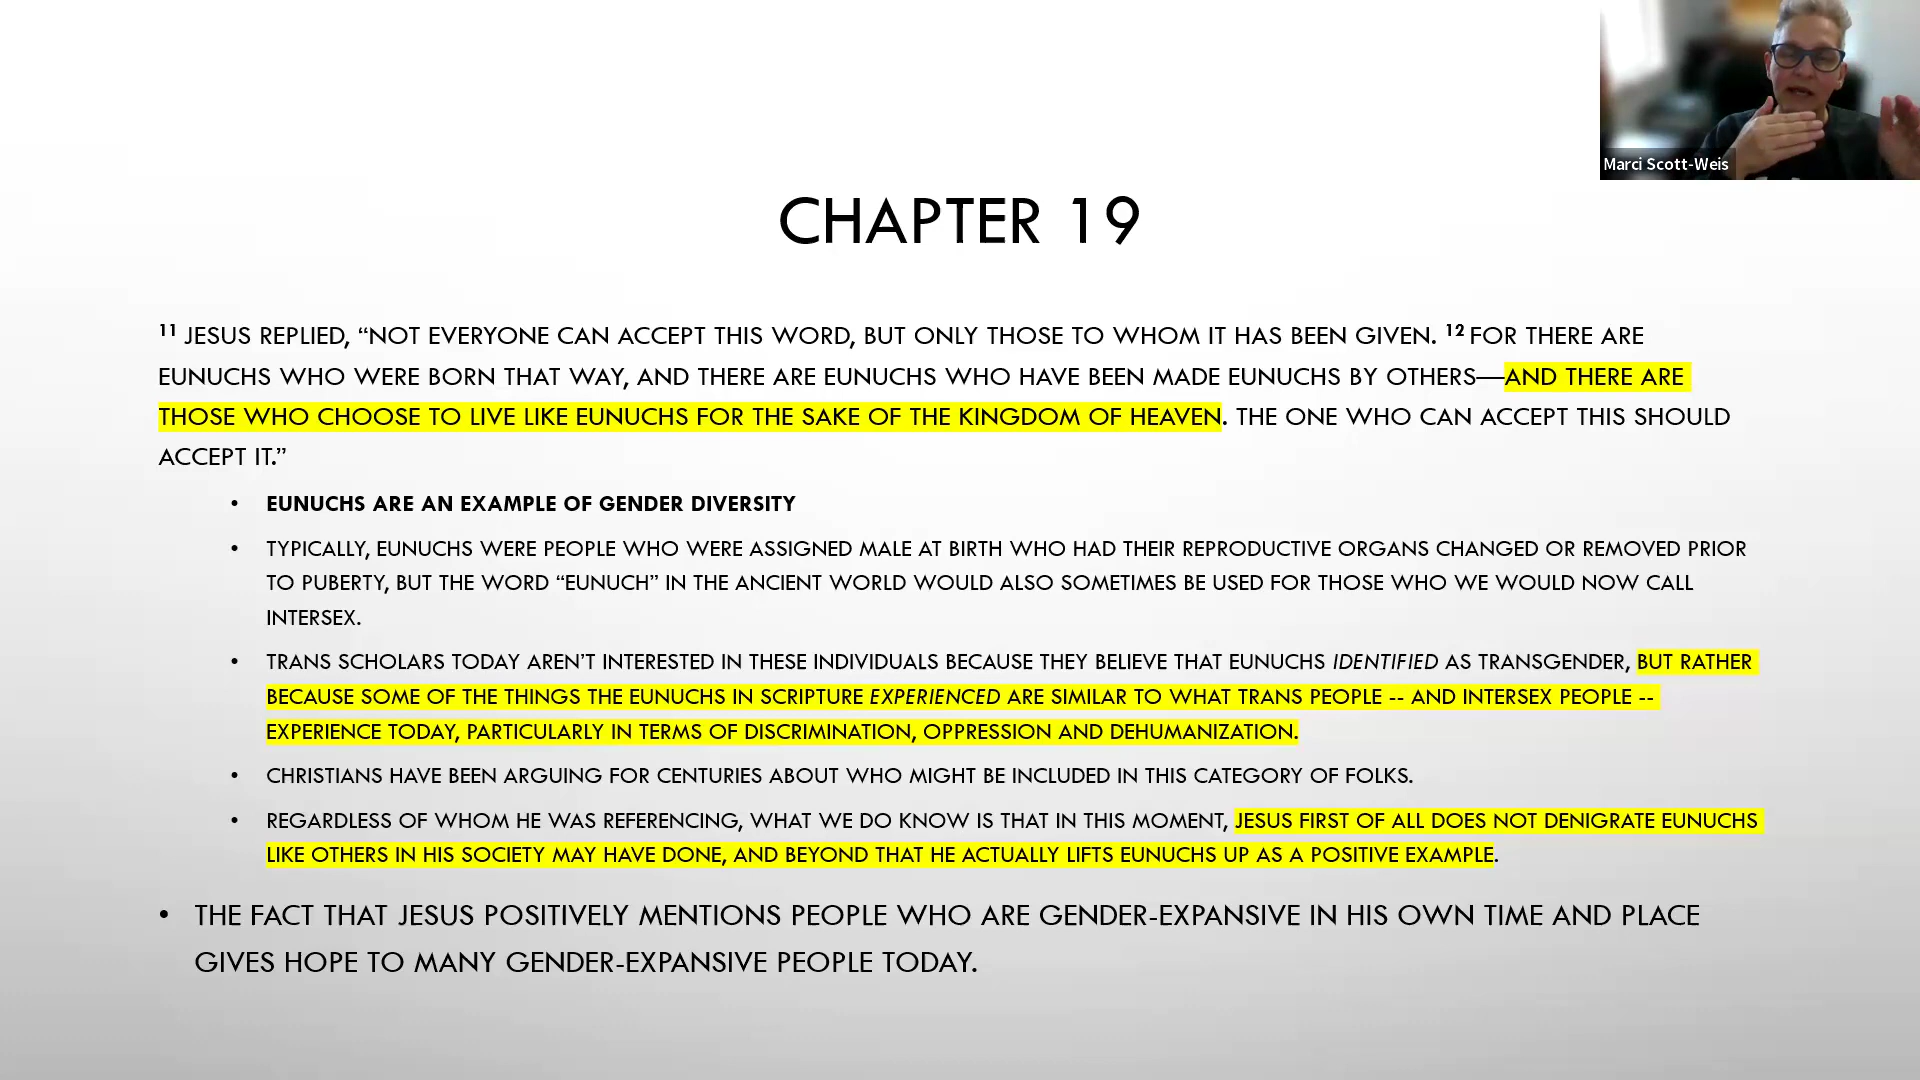 Marci Scott-Weis
CHAPTER 19
11 JESUS REPLIED, “NOT EVERYONE CAN ACCEPT THIS WORD, BUT ONLY THOSE TO WHOM IT HAS BEEN GIVEN. 12 FOR THERE ARE
EUNUCHS WHO WERE BORN THAT WAY, AND THERE ARE EUNUCHS WHO HAVE BEEN MADE EUNUCHS BY OTHERS—AND THERE ARE
THOSE WHO CHOOSE TO LIVE LIKE EUNUCHS FOR THE SAKE OF THE KINGDOM OF HEAVEN. THE ONE WHO CAN ACCEPT THIS SHOULD
ACCEPT IT.”
• EUNUCHS ARE AN EXAMPLE OF GENDER DIVERSITY
• TYPICALLY, EUNUCHS WERE PEOPLE WHO WERE ASSIGNED MALE AT BIRTH WHO HAD THEIR REPRODUCTIVE ORGANS CHANGED OR REMOVED PRIOR
TO PUBERTY, BUT THE WORD “EUNUCH” IN THE ANCIENT WORLD WOULD ALSO SOMETIMES BE USED FOR THOSE WHO WE WOULD NOW CALL
INTERSEX.
• TRANS SCHOLARS TODAY AREN’T INTERESTED IN THESE INDIVIDUALS BECAUSE THEY BELIEVE THAT EUNUCHS IDENTIFIED AS TRANSGENDER, BUT RATHER
BECAUSE SOME OF THE THINGS THE EUNUCHS IN SCRIPTURE EXPERIENCED ARE SIMILAR TO WHAT TRANS PEOPLE -- AND INTERSEX PEOPLE --
EXPERIENCE TODAY, PARTICULARLY IN TERMS OF DISCRIMINATION, OPPRESSION AND DEHUMANIZATION.
• CHRISTIANS HAVE BEEN ARGUING FOR CENTURIES ABOUT WHO MIGHT BE INCLUDED IN THIS CATEGORY OF FOLKS.
• REGARDLESS OF WHOM HE WAS REFERENCING, WHAT WE DO KNOW IS THAT IN THIS MOMENT, JESUS FIRST OF ALL DOES NOT DENIGRATE EUNUCHS
LIKE OTHERS IN HIS SOCIETY MAY HAVE DONE, AND BEYOND THAT HE ACTUALLY LIFTS EUNUCHS UP AS A POSITIVE EXAMPLE.
• THE FACT THAT JESUS POSITIVELY MENTIONS PEOPLE WHO ARE GENDER-EXPANSIVE IN HIS OWN TIME AND PLACE
GIVES HOPE TO MANY GENDER-EXPANSIVE PEOPLE TODAY.